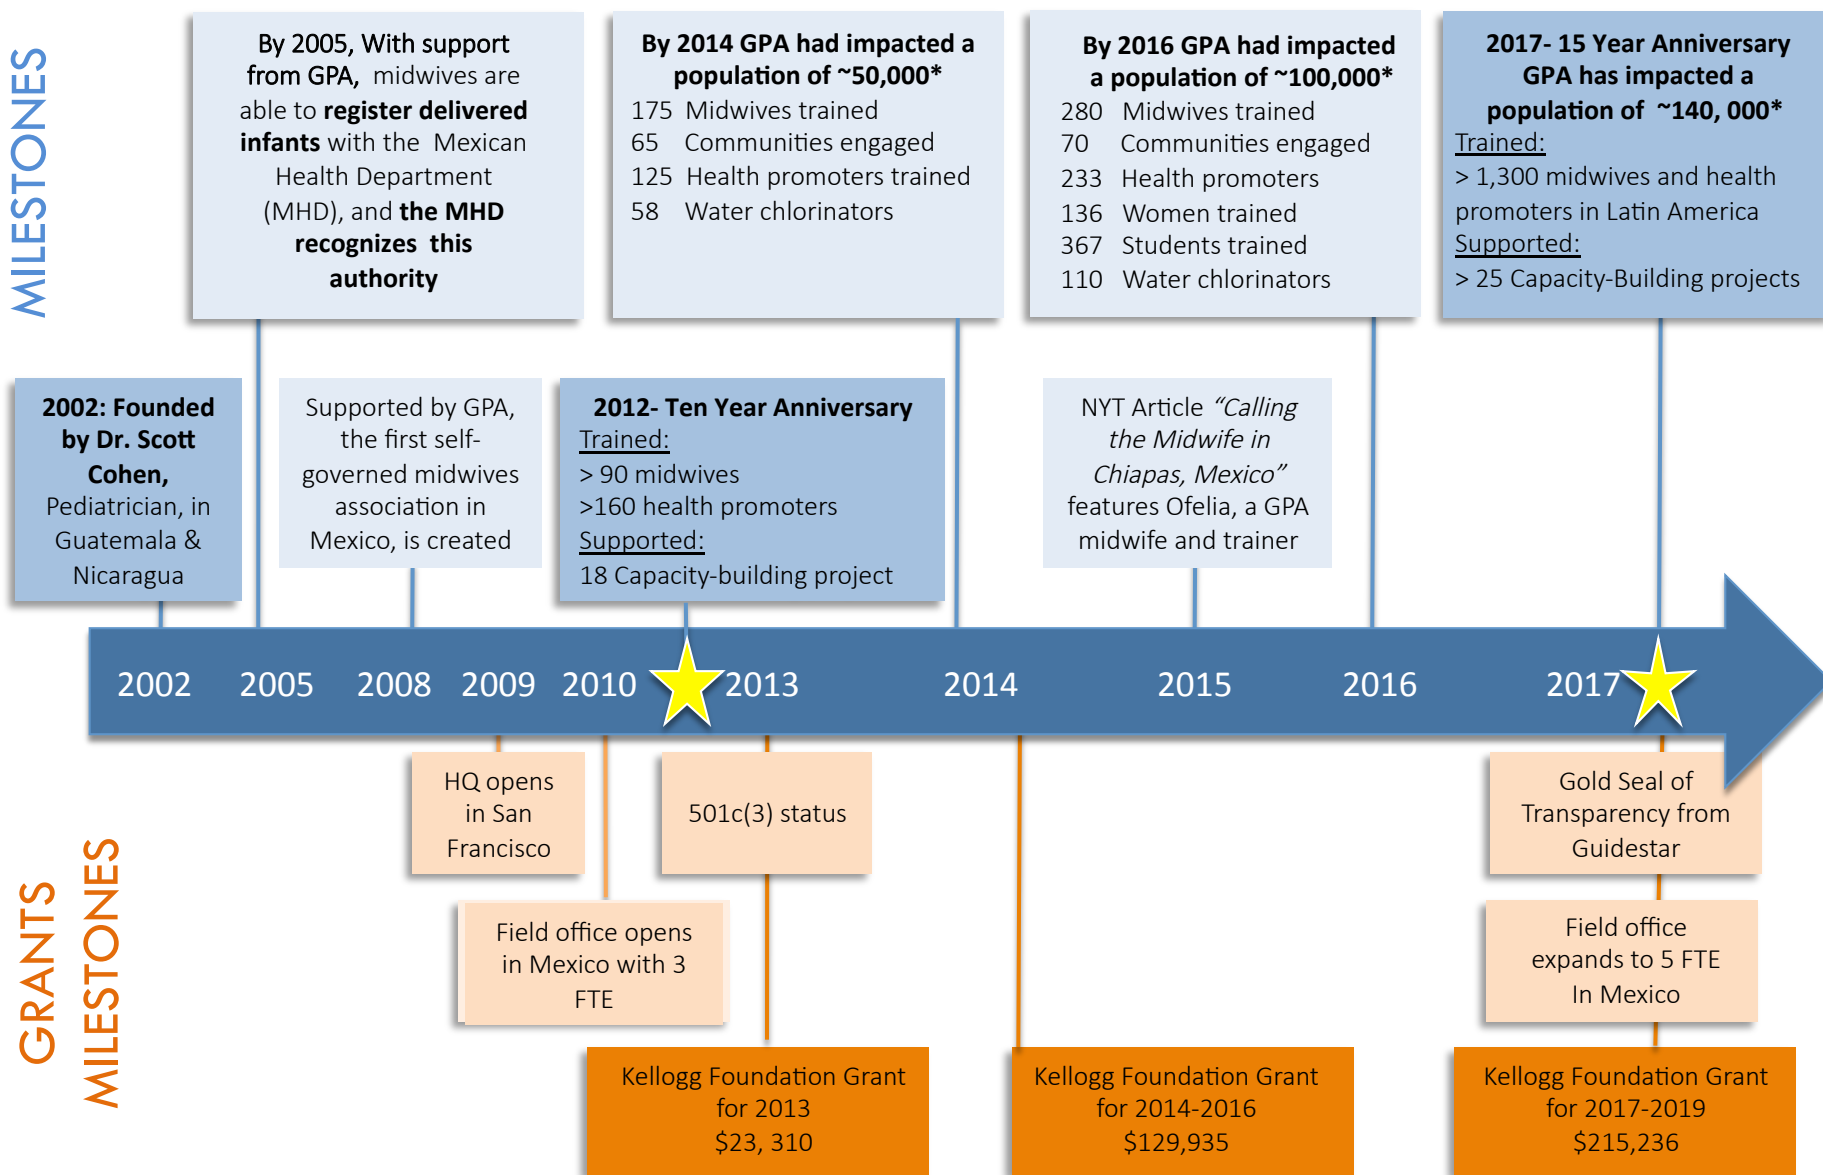 MILESTONES
By 2005, With support
from GPA, midwives are
able to register delivered
infants with the Mexican
Health Department
(MHD), and the MHD
recognizes this
authority
By 2014 GPA had impacted a
population of ~50,000*
175 Midwives trained
65 Communities engaged
125 Health promoters trained
58 Water chlorinators
By 2016 GPA had impacted
a population of ~100,000*
280 Midwives trained
70 Communities engaged
233 Health promoters
136 Women trained
367 Students trained
110 Water chlorinators
2017- 15 Year Anniversary
GPA has impacted a
population of ~140, 000*
Trained:
> 1,300 midwives and health
promoters in Latin America
Supported:
> 25 Capacity-Building projects
2002: Founded
by Dr. Scott
Cohen,
Pediatrician, in
Guatemala &
Nicaragua
Supported by GPA,
the first self-
governed midwives
association in
Mexico, is created
2012- Ten Year Anniversary
Trained:
> 90 midwives
>160 health promoters
Supported:
18 Capacity-building project
NYT Article "Calling
the Midwife in
Chiapas, Mexico"
features Ofelia, a GPA
midwife and trainer
2002 2005 2008 2009 2010 2013 2014 2015 2016 2017
GRANTS
MILESTONES
HQ opens
in San
Francisco
501c(3) status
Gold Seal of
Transparency from
Guidestar
Field office opens
in Mexico with 3
FTE
Field office
expands to 5 FTE
In Mexico
Kellogg Foundation Grant
for 2013
$23, 310
Kellogg Foundation Grant
for 2014-2016
$129,935
Kellogg Foundation Grant
for 2017-2019
$215,236